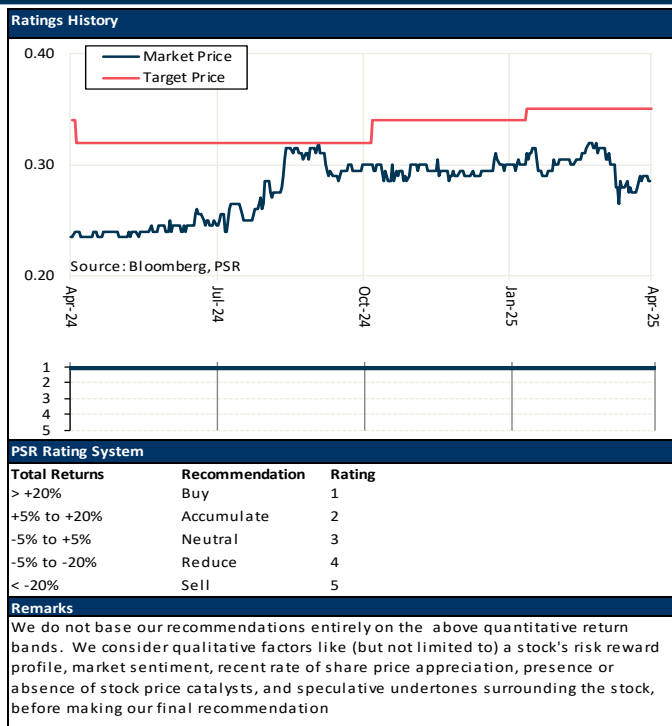 Ratings History
0.40
Market Price
Target Price
0.30
Source: Bloomberg, PSR
0.20
Apr-24
Jul-24
Oct-24
Jan-25
Apr-25
1
2
3
4
5
PSR Rating System
Total Returns Recommendation Rating
> +20% Buy 1
+5% to +20% Accumulate 2
-5% to +5% Neutral 3
-5% to -20% Reduce 4
< -20% Sell 5
Remarks
We do not base our recommendations entirely on the above quantitative return
bands. We consider qualitative factors like (but not limited to) a stock's risk reward
profile, market sentiment, recent rate of share price appreciation, presence or
absence of stock price catalysts, and speculative undertones surrounding the stock,
before making our final recommendation